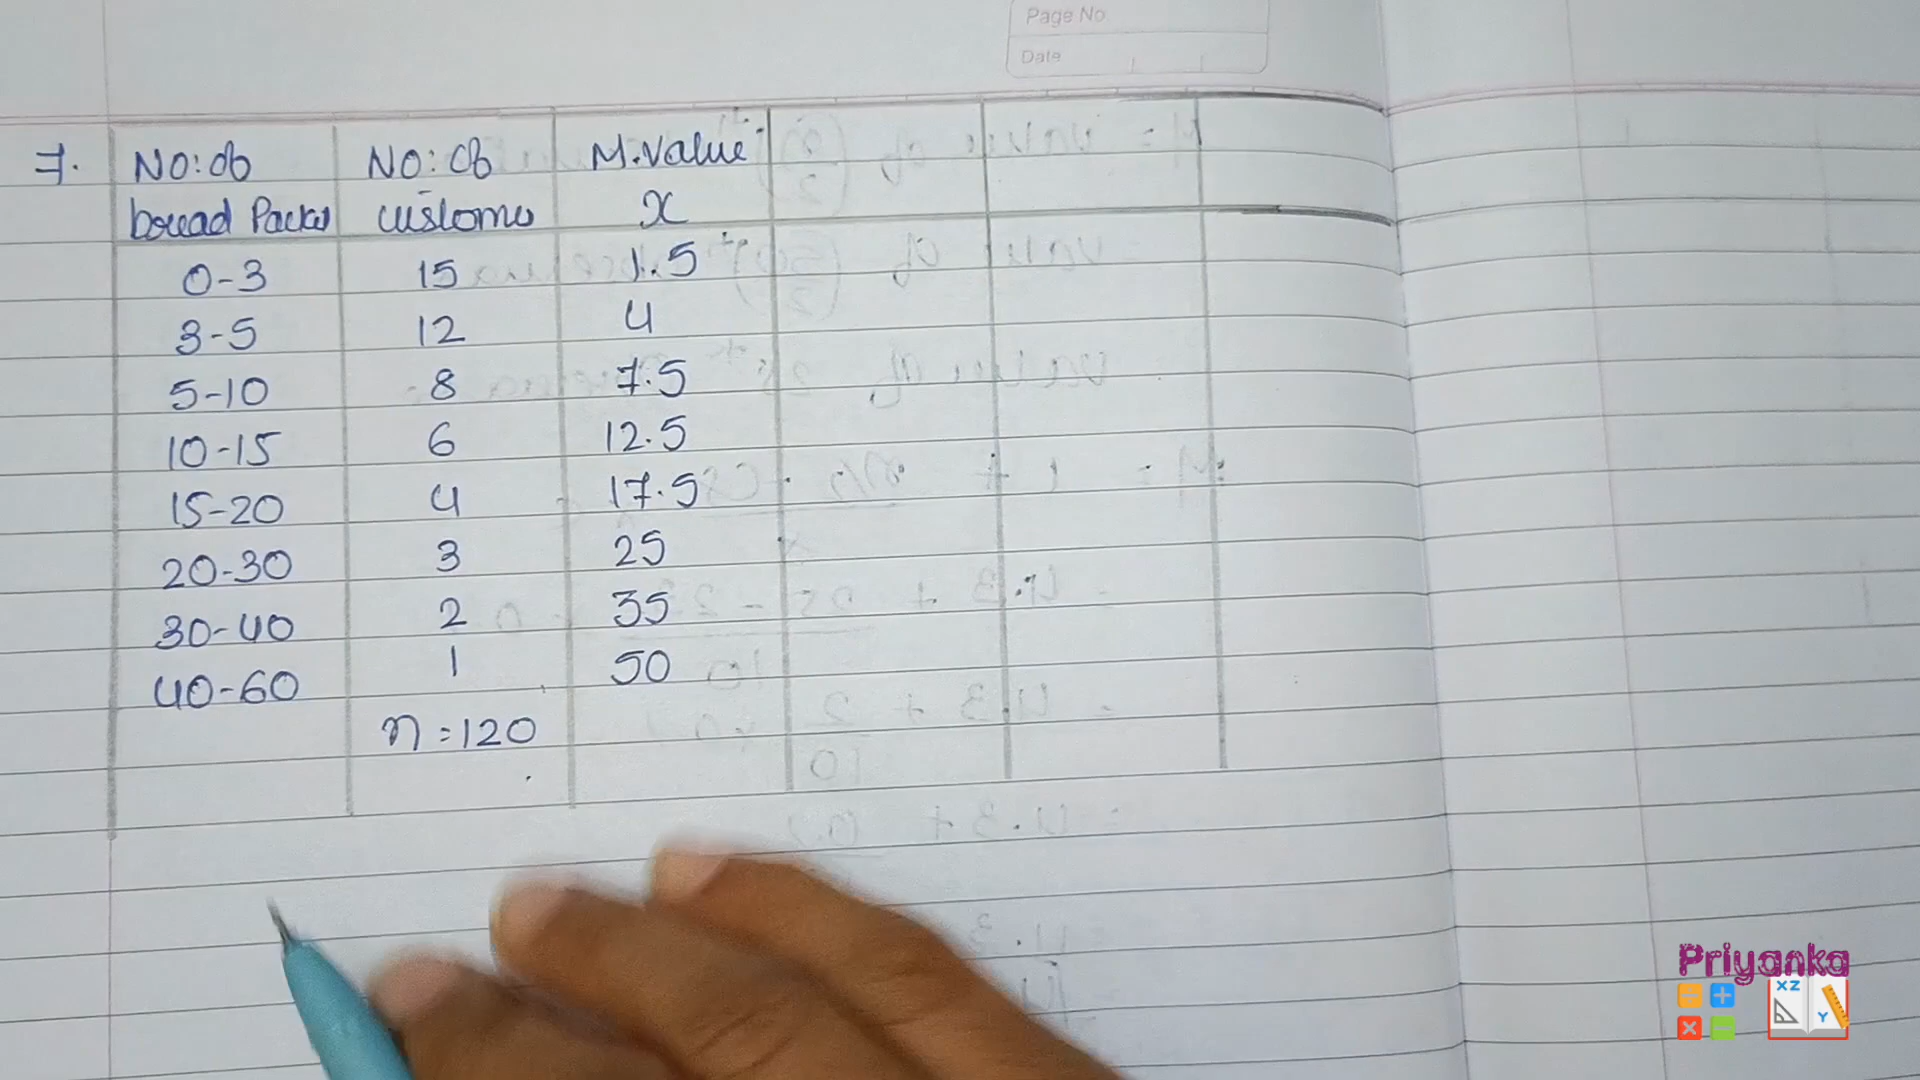 Page No.
Date
7. NO: of NO: of M.value
bread Packs customs x
0-3 15 1.5
3-5 12 4
5-10 8 7.5
10-15 6 12.5
15-20 4 17.5
20-30 3 25
30-40 2 35
40-60 1 50
n = 120
Priyanka
XZ
Y